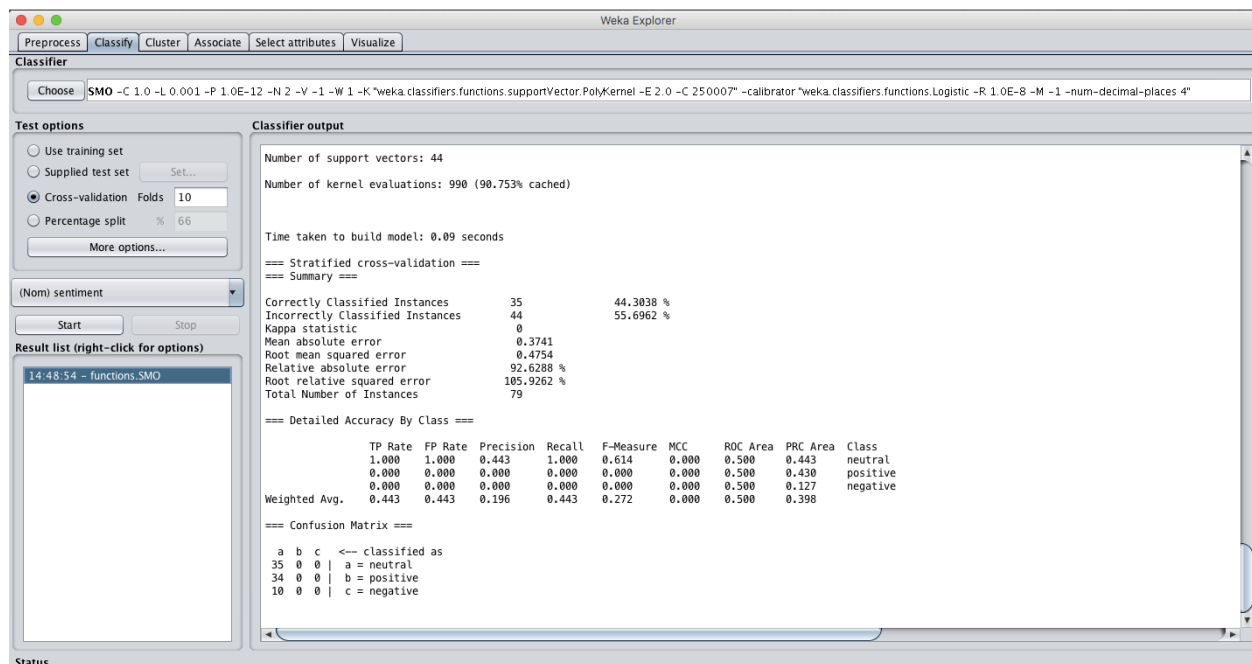 Weka Explorer
Preprocess Classify Cluster Associate Select attributes Visualize
Classifier
Choose SMO -C 1.0 -L 0.001 -P 1.0E-12 -N 2 -V -1 -W 1 -K "weka.classifiers.functions.supportVector.PolyKernel -E 2.0 -C 250007" -calibrator "weka.classifiers.functions.Logistic -R 1.0E-8 -M -1 -num-decimal-places 4"
Test options
Use training set
Supplied test set Set...
Cross-validation Folds 10
Percentage split % 66
More options...
(Nom) sentiment
Start Stop
Result list (right-click for options)
14:48:54 - functions.SMO
Classifier output
Number of support vectors: 44
Number of kernel evaluations: 990 (90.753% cached)
Time taken to build model: 0.09 seconds
=== Stratified cross-validation ===
=== Summary ===
Correctly Classified Instances 35 44.3038 %
Incorrectly Classified Instances 44 55.6962 %
Kappa statistic 0
Mean absolute error 0.3741
Root mean squared error 0.4754
Relative absolute error 92.6288 %
Root relative squared error 105.9262 %
Total Number of Instances 79
=== Detailed Accuracy By Class ===
TP Rate FP Rate Precision Recall F-Measure MCC ROC Area PRC Area Class
1.000 1.000 0.443 1.000 0.614 0.000 0.500 0.443 neutral
0.000 0.000 0.000 0.000 0.000 0.000 0.500 0.430 positive
0.000 0.000 0.000 0.000 0.000 0.000 0.500 0.127 negative
Weighted Avg. 0.443 0.443 0.196 0.443 0.272 0.000 0.500 0.398
=== Confusion Matrix ===
a b c <-- classified as
35 0 0 | a = neutral
34 0 0 | b = positive
10 0 0 | c = negative
Status